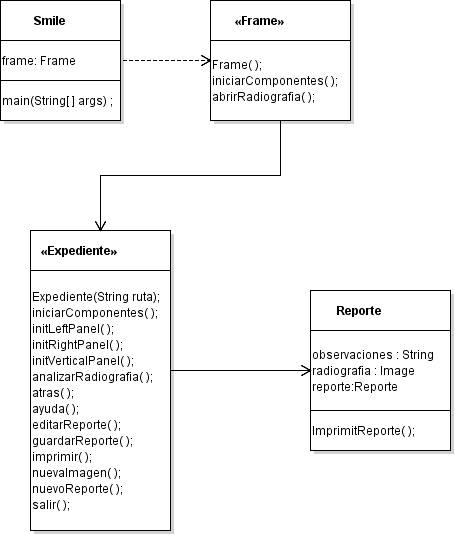 Smile
frame: Frame
main(String[ ] args) ;
«Frame»
Frame( );
iniciarComponentes( );
abrirRadiografia( );
«Expediente»
Expediente(String ruta);
iniciarComponentes( );
initLeftPanel( );
initRightPanel( );
initVerticalPanel( );
analizarRadiografia( );
atras( );
ayuda( );
editarReporte( );
guardarReporte( );
imprimir( );
nuevaImagen( );
nuevoReporte( );
salir( );
Reporte
observaciones : String
radiografia : Image
reporte:Reporte
ImprimitReporte( );